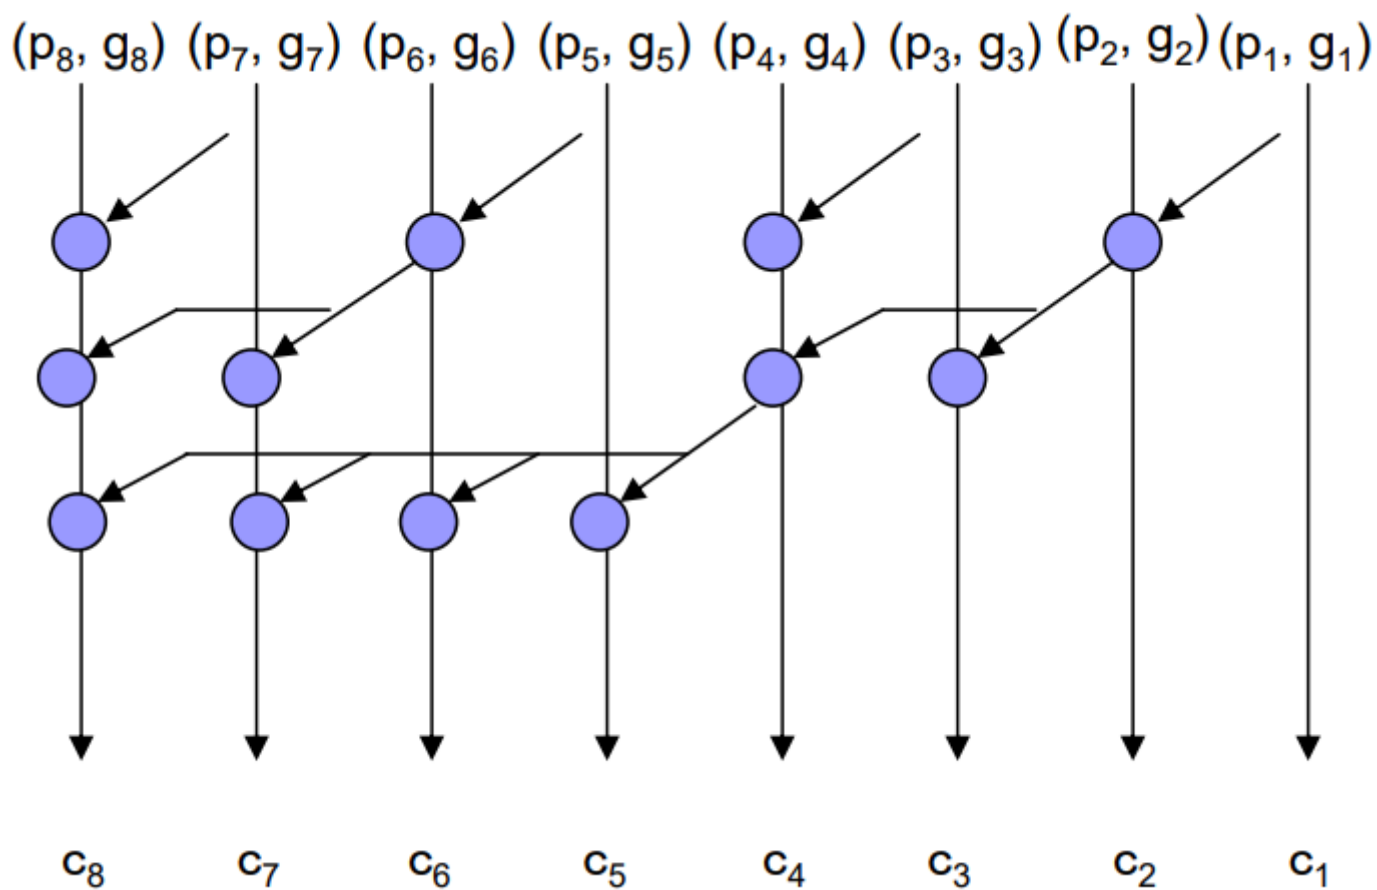 (p₈, g₈) (p₇, g₇) (p₆, g₆) (p₅, g₅) (p₄, g₄) (p₃, g₃) (p₂, g₂) (p₁, g₁)
c₈ c₇ c₆ c₅ c₄ c₃ c₂ c₁